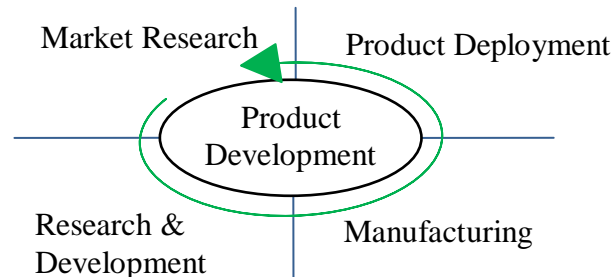 Market Research
Product Deployment
Product
Development
Research &
Development
Manufacturing